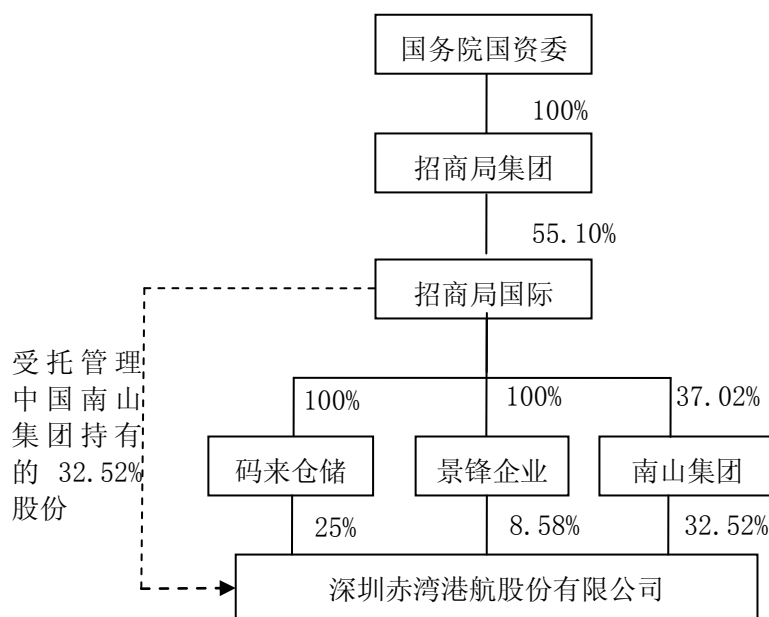 国务院国资委
100%
招商局集团
55.10%
招商局国际
受托管理
中国南山
集团持有
的 32.52%
股份
100%
100%
37.02%
码来仓储
景锋企业
南山集团
25%
8.58%
32.52%
深圳赤湾港航股份有限公司